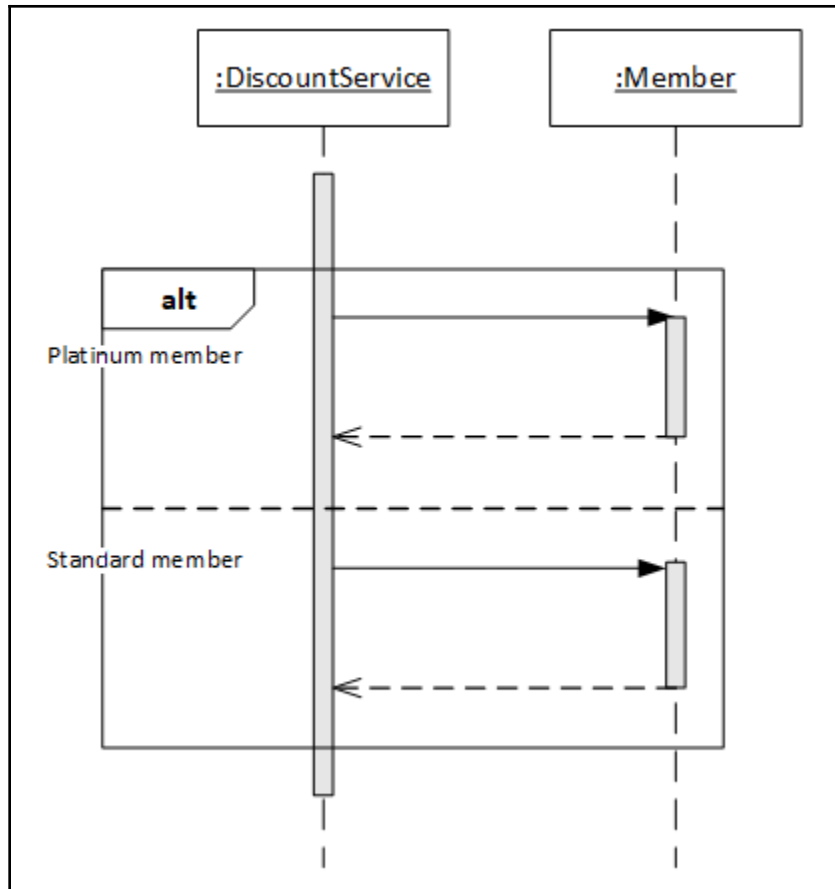 :DiscountService
:Member
alt
Platinum member
Standard member